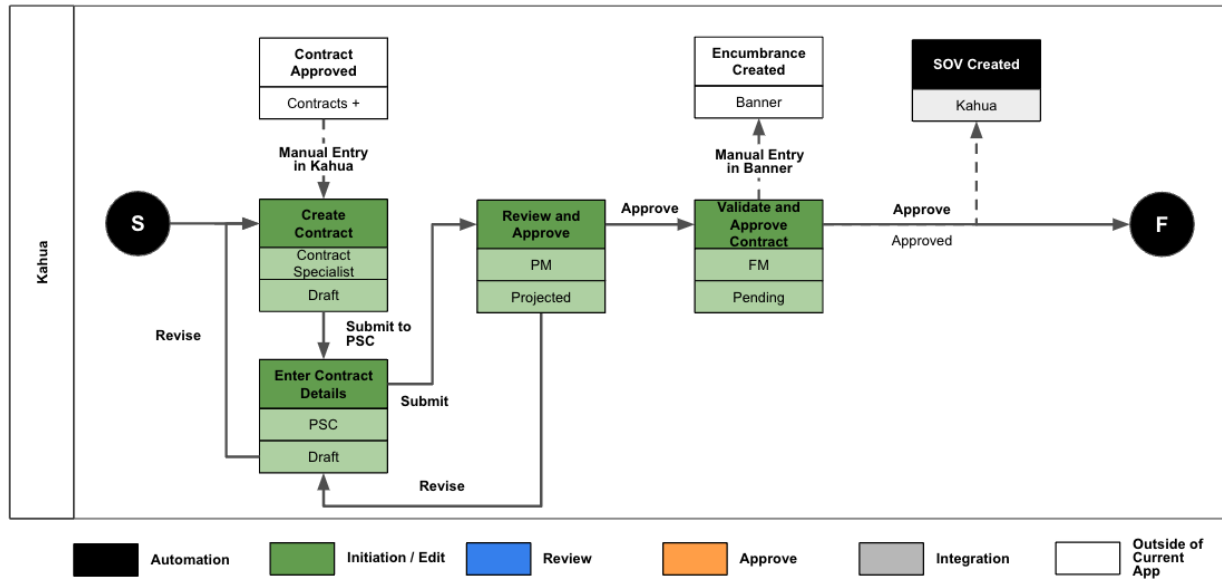 Kahua
Contract
Approved
Contracts +
Manual Entry
in Kahua
Encumbrance
Created
Banner
Manual Entry
in Banner
SOV Created
Kahua
S
Create
Contract
Contract
Specialist
Draft
Submit to
PSC
Revise
Enter Contract
Details
PSC
Draft
Submit
Revise
Review and
Approve
PM
Projected
Approve
Validate and
Approve
Contract
FM
Pending
Approve
Approved
F
Automation
Initiation / Edit
Review
Approve
Integration
Outside of
Current
App